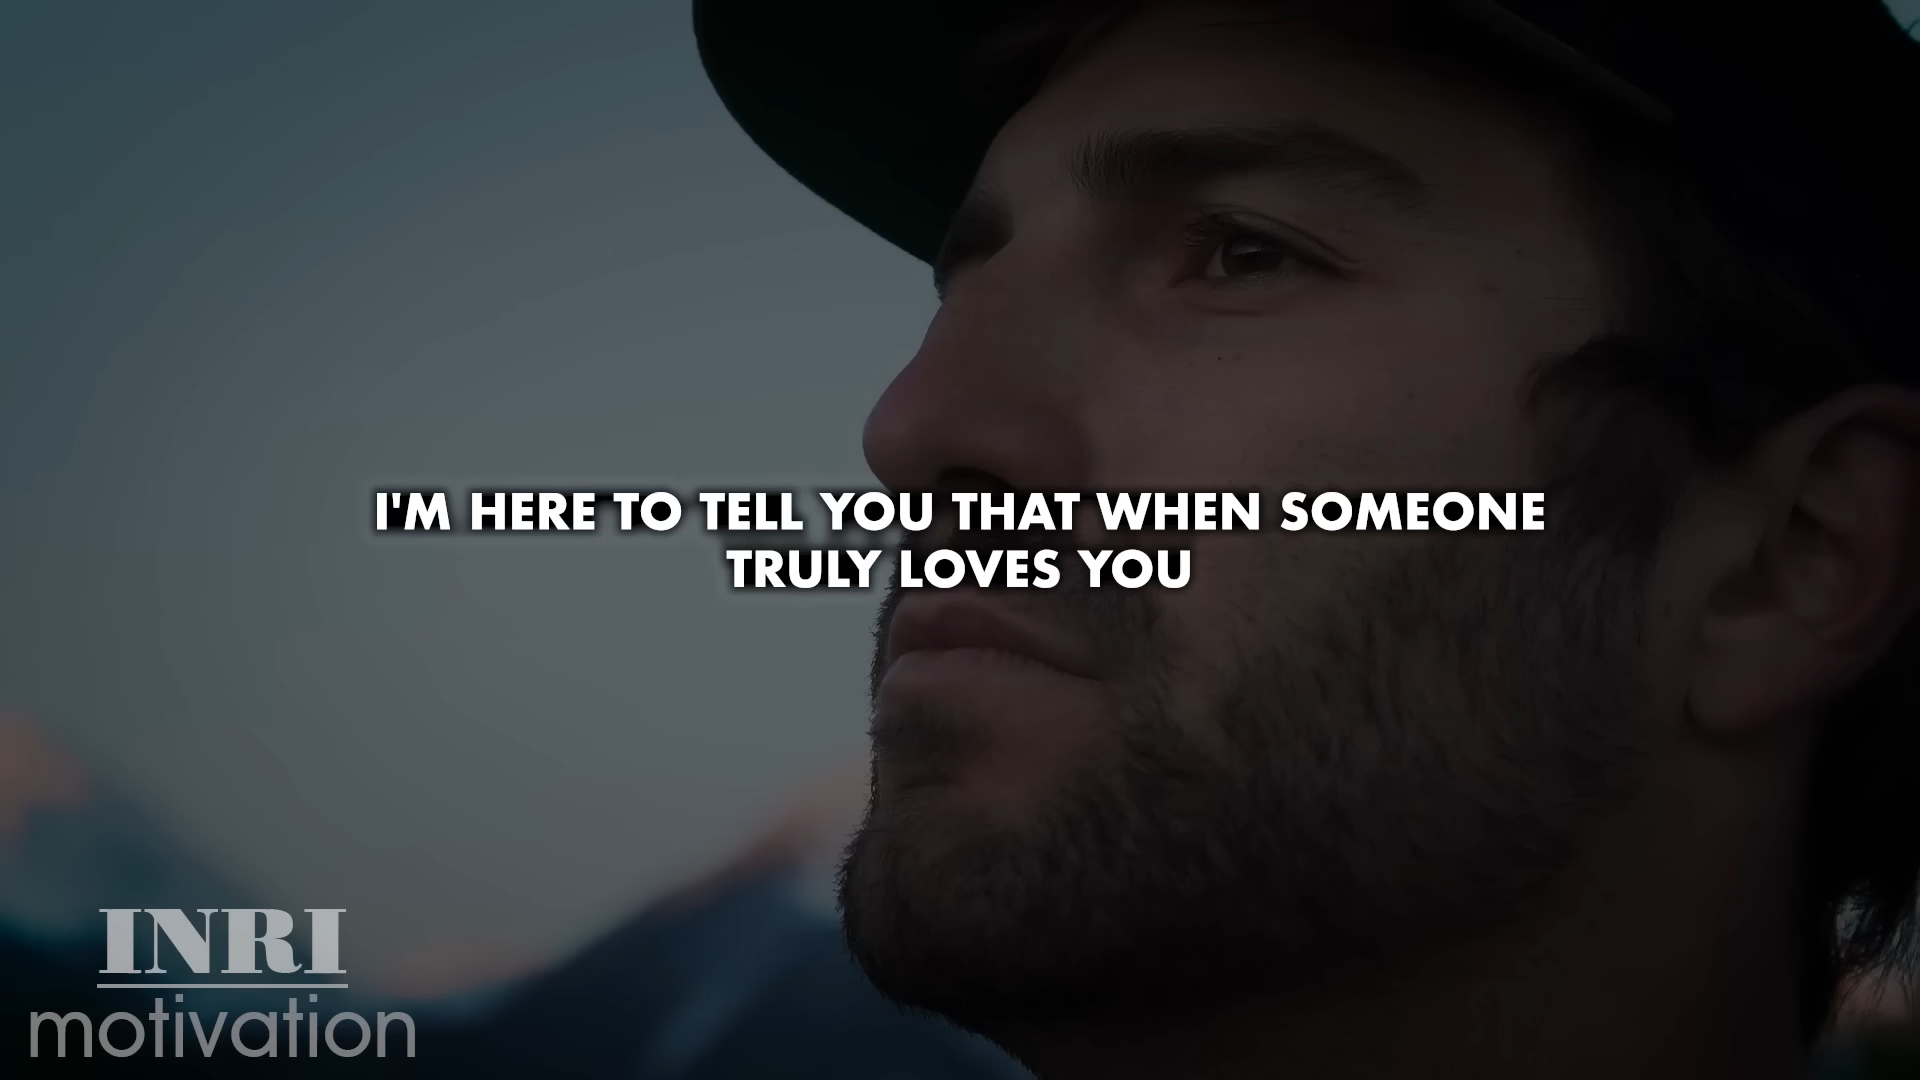 I'M HERE TO TELL YOU THAT WHEN SOMEONE
TRULY LOVES YOU
INRI
motivation